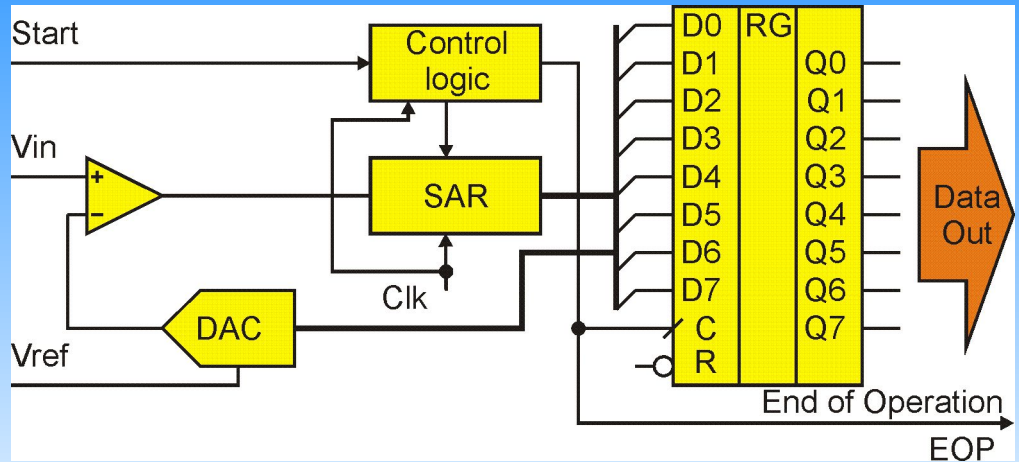 Start
Control
logic
Vin
+
−
SAR
Clk
DAC
Vref
D0
D1
D2
D3
D4
D5
D6
D7
C
R
RG
Q0
Q1
Q2
Q3
Q4
Q5
Q6
Q7
Data
Out
End of Operation
EOP